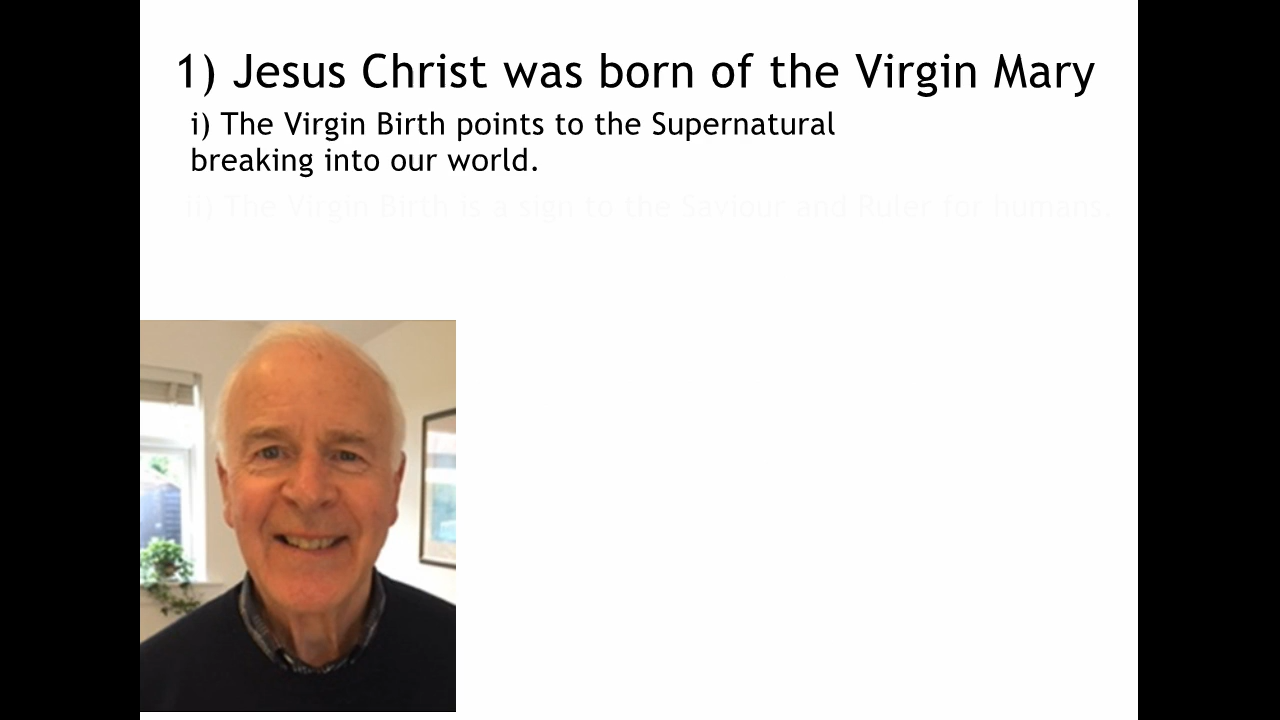 1) Jesus Christ was born of the Virgin Mary
i) The Virgin Birth points to the Supernatural
breaking into our world.
ii) The Virgin Birth is a sign to the Saviour and Ruler for humans.